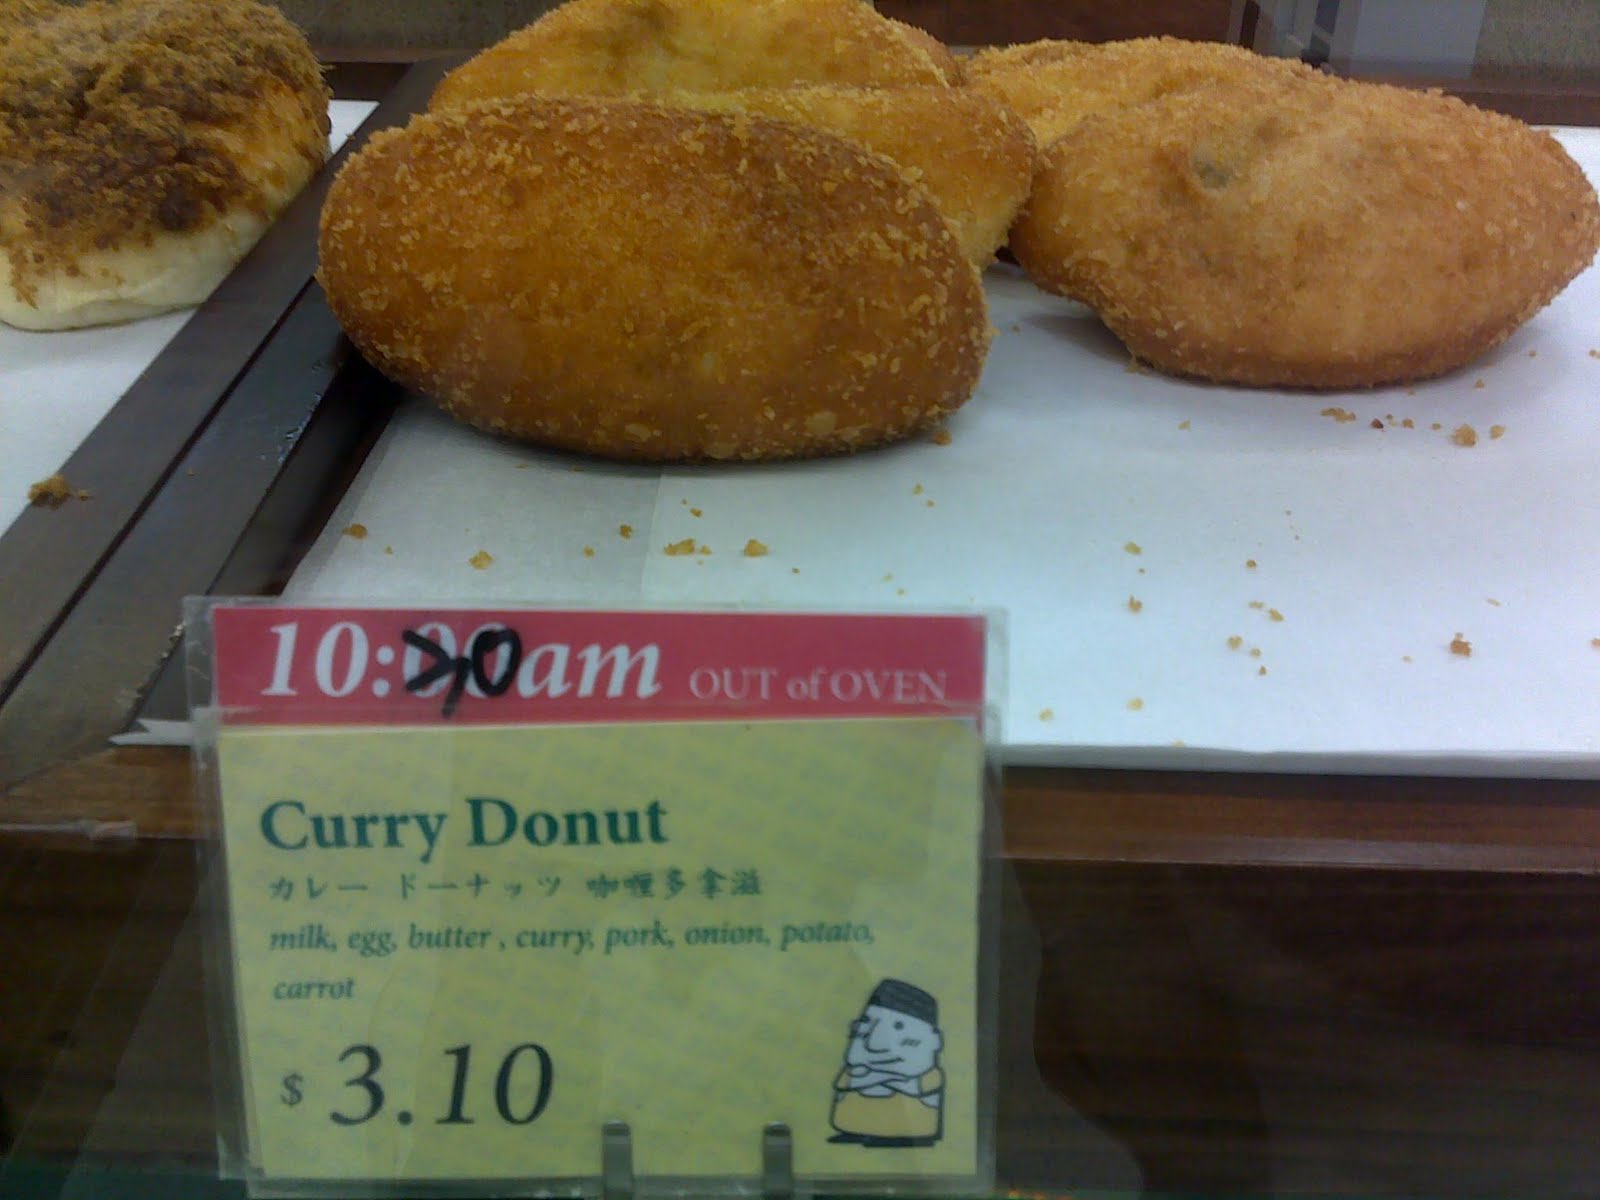 10:30am OUT of OVEN
Curry Donut
カレー ドーナッツ 咖喱多拿滋
milk, egg, butter , curry, pork, onion, potato,
carrot
$ 3.10